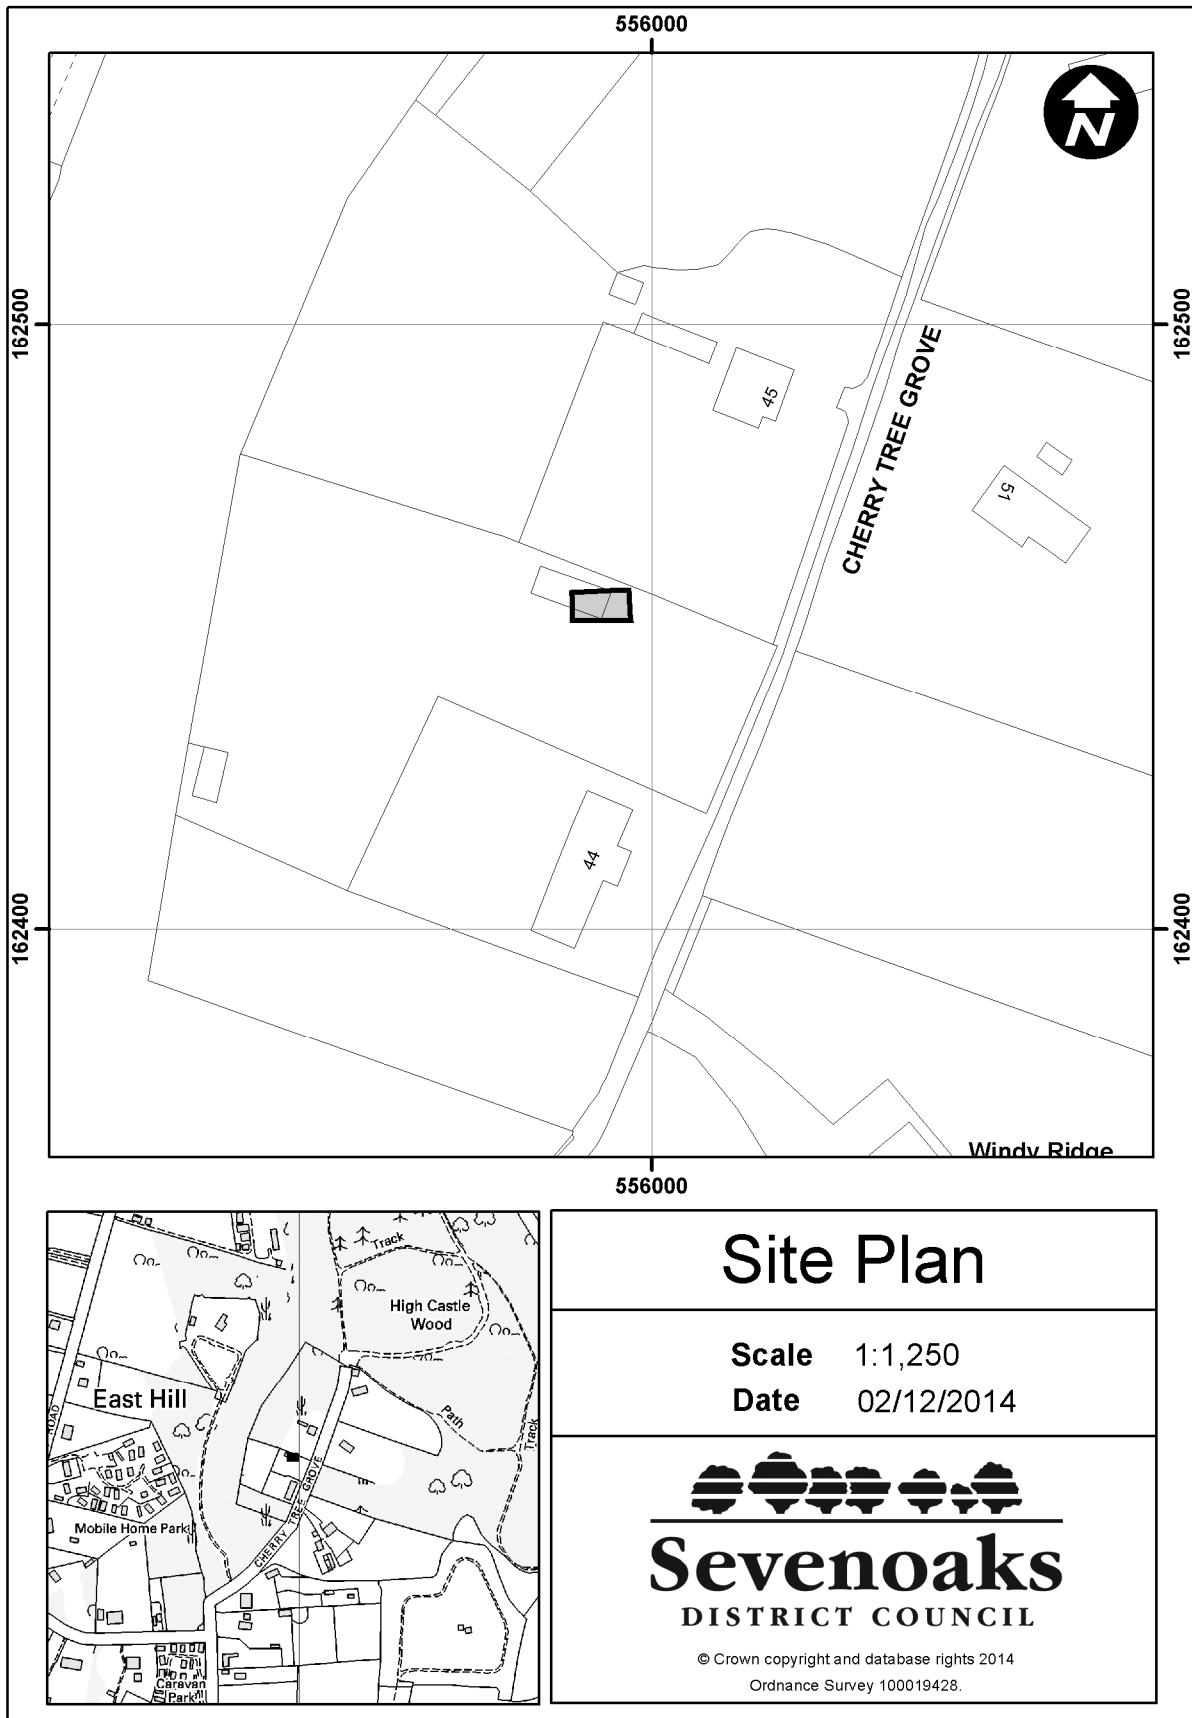 556000
162500
162500
45
CHERRY TREE GROVE
51
44
162400
162400
Windy Ridge
556000
Track
High Castle
Wood
East Hill
ROAD
Path
Track
CHERRY TREE GROVE
Mobile Home Park
Caravan
Park
Site Plan
Scale 1:1,250
Date 02/12/2014
Sevenoaks
DISTRICT COUNCIL
© Crown copyright and database rights 2014
Ordnance Survey 100019428.
N